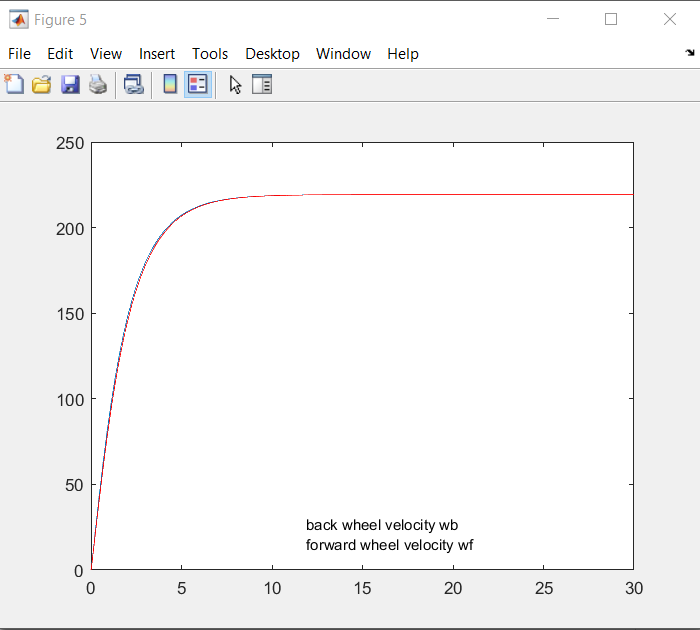 Figure 5
File Edit View Insert Tools Desktop Window Help
250
200
150
100
50
0
back wheel velocity wb
forward wheel velocity wf
0 5 10 15 20 25 30